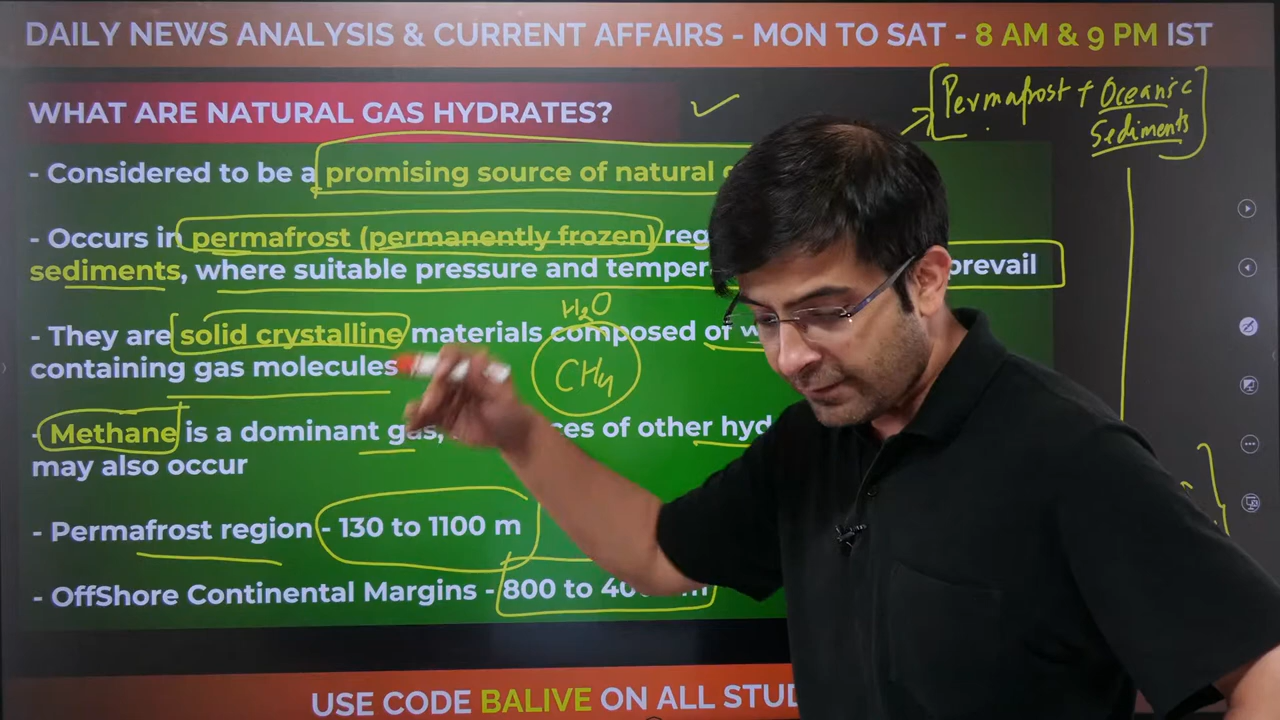 DAILY NEWS ANALYSIS & CURRENT AFFAIRS - MON TO SAT - 8 AM & 9 PM IST
Permafrost + Oceanic
Sediments
WHAT ARE NATURAL GAS HYDRATES?
- Considered to be a promising source of natural
- Occurs in permafrost (permanently frozen)
sediments, where suitable pressure and prevail
H2O
- They are solid crystalline materials composed of
containing gas molecules
CH4
- Methane is a dominant gas, of other
may also occur
- Permafrost region - 130 to 1100 m
- OffShore Continental Margins - 800 to
USE CODE BALIVE ON ALL